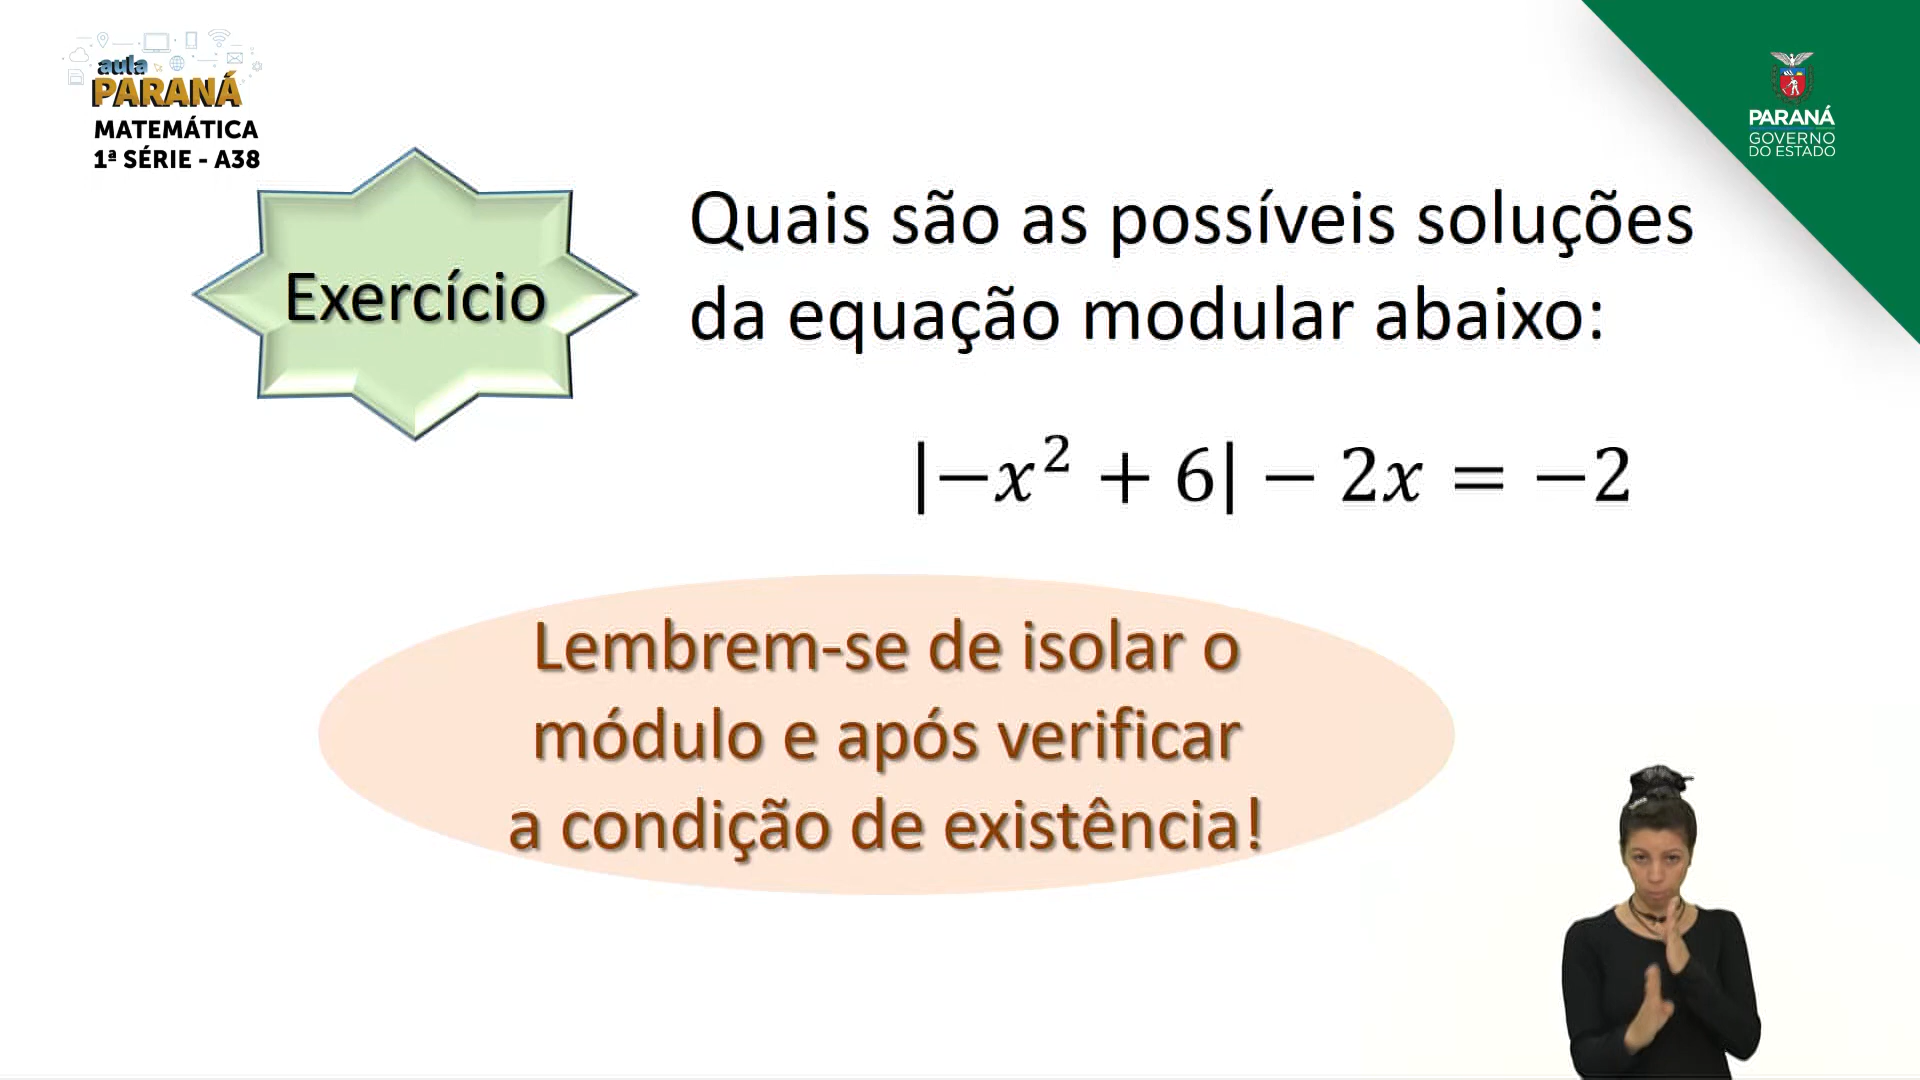 aula
PARANÁ
MATEMÁTICA
1ª SÉRIE - A38
PARANÁ
GOVERNO
DO ESTADO
Exercício
Quais são as possíveis soluções
da equação modular abaixo:
|−x² + 6| − 2x = −2
Lembrem-se de isolar o
módulo e após verificar
a condição de existência!